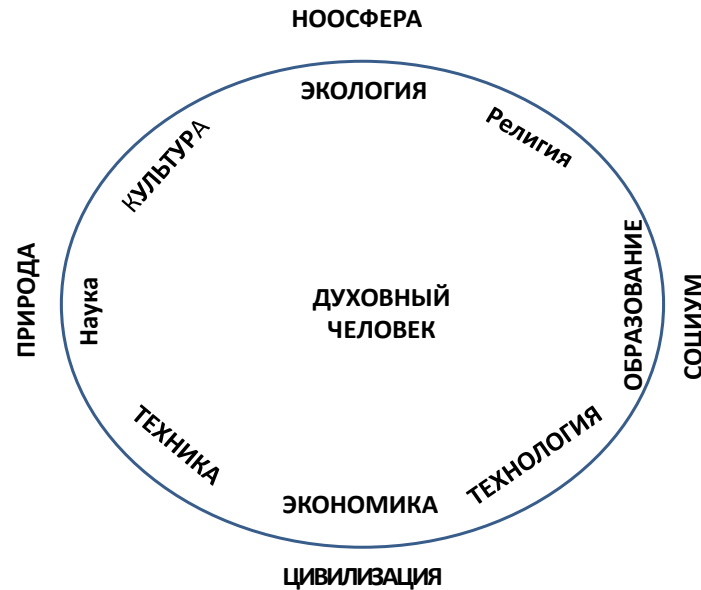 НООСФЕРА
ЭКОЛОГИЯ
Религия
КУЛЬТУРА
ПРИРОДА
Наука
ДУХОВНЫЙ
ЧЕЛОВЕК
ОБРАЗОВАНИЕ
СОЦИУМ
ТЕХНИКА
ТЕХНОЛОГИЯ
ЭКОНОМИКА
ЦИВИЛИЗАЦИЯ